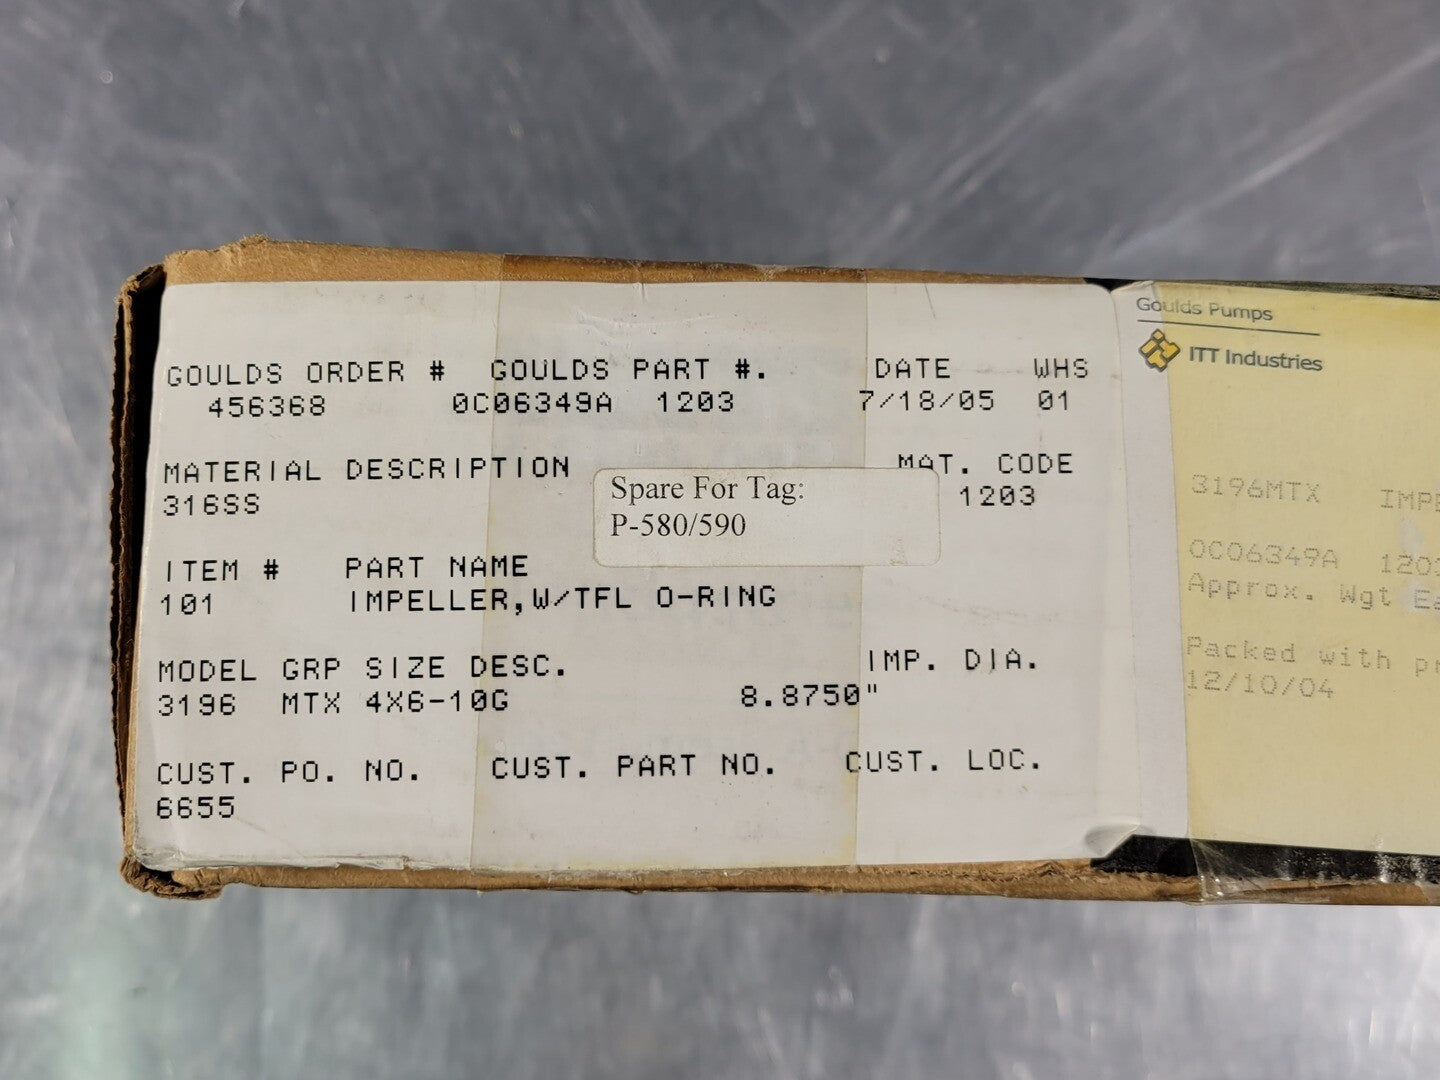 GOULDS ORDER # GOULDS PART #. DATE WHS
456368 0C06349A 1203 7/18/05 01
MATERIAL DESCRIPTION MAT. CODE
316SS 1203
Spare For Tag:
P-580/590
ITEM # PART NAME
101 IMPELLER,W/TFL O-RING
MODEL GRP SIZE DESC. IMP. DIA.
3196 MTX 4X6-10G 8.8750"
CUST. PO. NO. CUST. PART NO. CUST. LOC.
6655
Goulds Pumps
ITT Industries
3196MTX
0C06349A
Approx. Wgt
Packed with
12/10/04